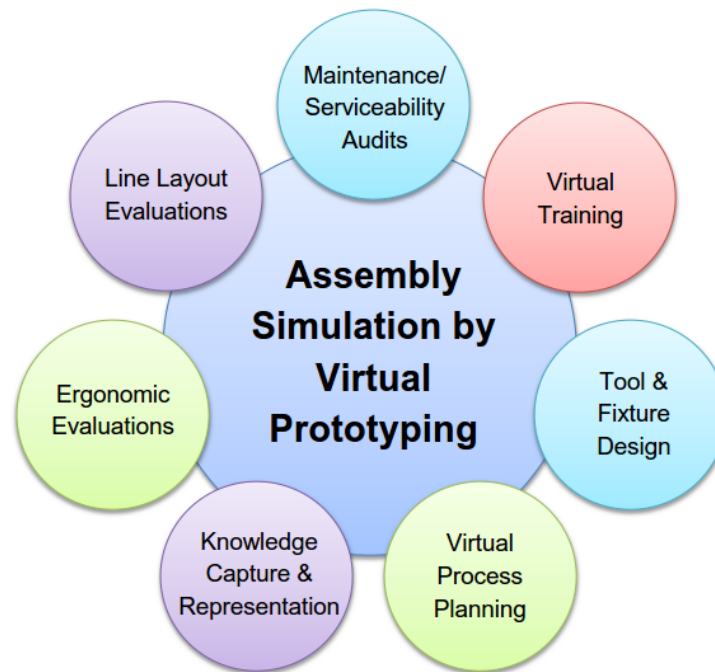 Maintenance/
Serviceability
Audits
Virtual
Training
Tool &
Fixture
Design
Virtual
Process
Planning
Knowledge
Capture &
Representation
Ergonomic
Evaluations
Line Layout
Evaluations
Assembly
Simulation by
Virtual
Prototyping